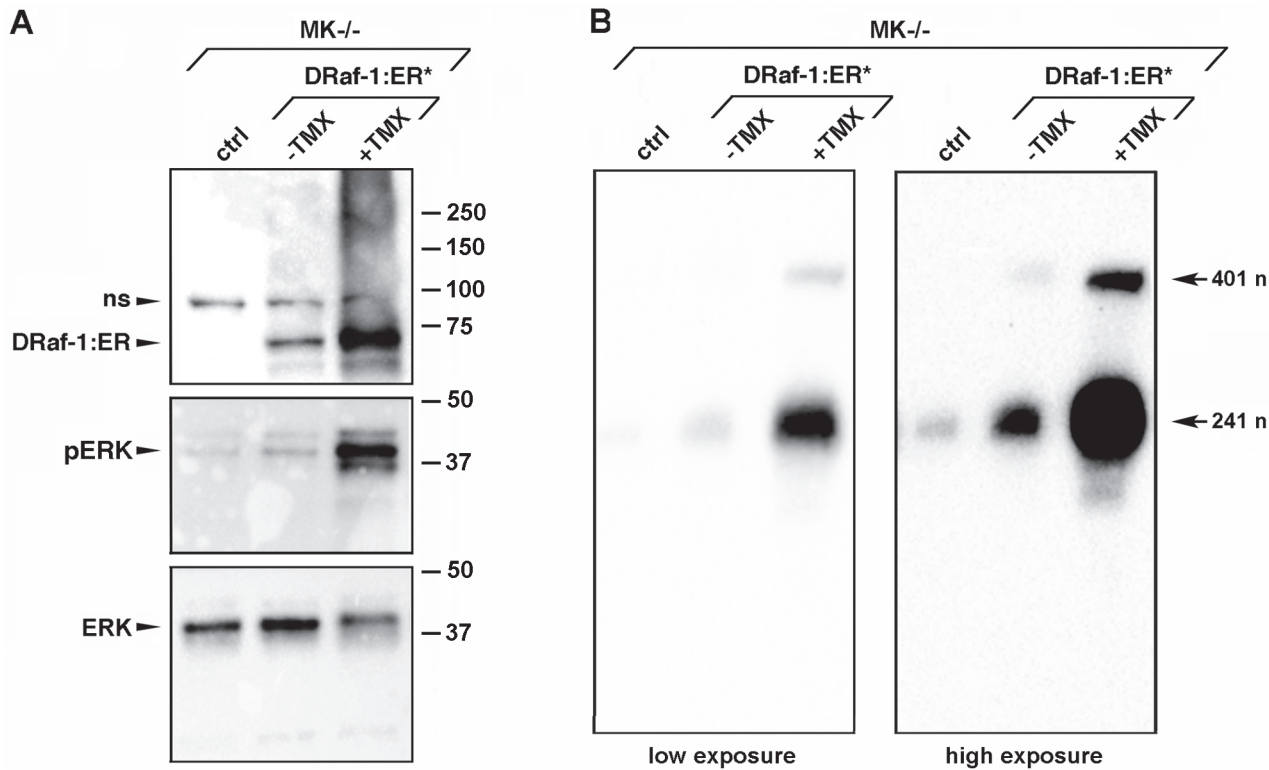 A
MK-/-
DRaf-1:ER*
ctrl
-TMX
+TMX
250
150
ns
100
75
DRaf-1:ER
50
pERK
37
50
ERK
37
B
MK-/-
DRaf-1:ER*
DRaf-1:ER*
ctrl
-TMX
+TMX
ctrl
-TMX
+TMX
401 n
241 n
low exposure
high exposure